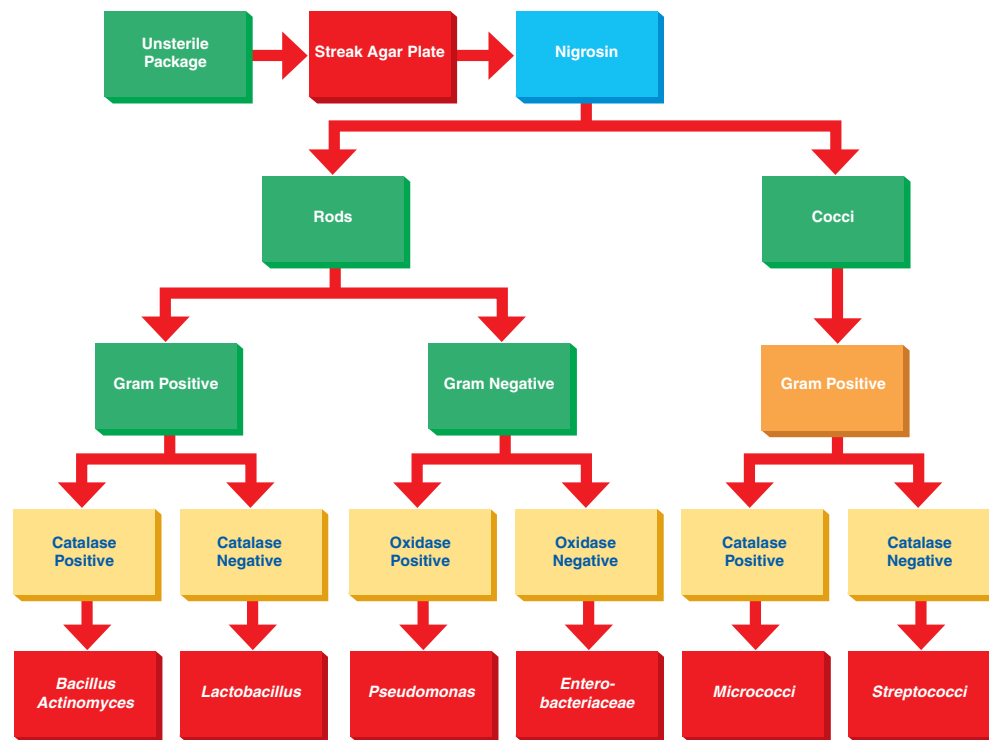 Unsterile
Package
Streak Agar Plate
Nigrosin
Rods
Cocci
Gram Positive
Gram Negative
Gram Positive
Catalase
Positive
Catalase
Negative
Oxidase
Positive
Oxidase
Negative
Catalase
Positive
Catalase
Negative
Bacillus
Actinomyces
Lactobacillus
Pseudomonas
Entero-
bacteriaceae
Micrococci
Streptococci